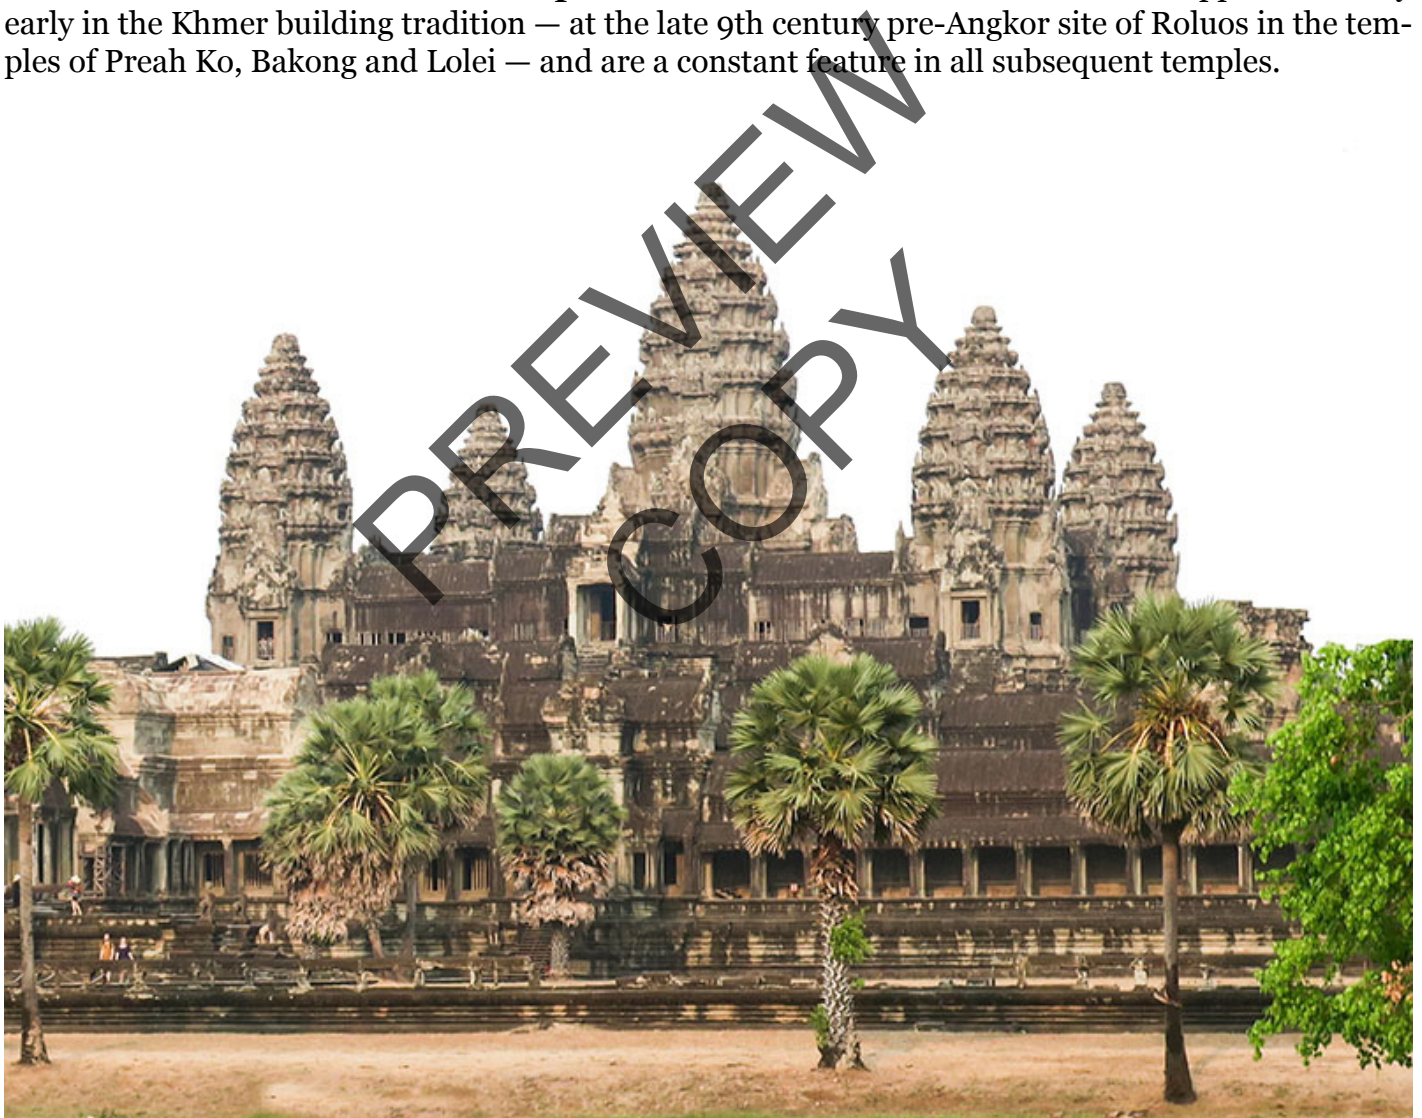 early in the Khmer building tradition — at the late 9th century pre-Angkor site of Roluos in the tem-
ples of Preah Ko, Bakong and Lolei — and are a constant feature in all subsequent temples.
PREVIEW
COPY